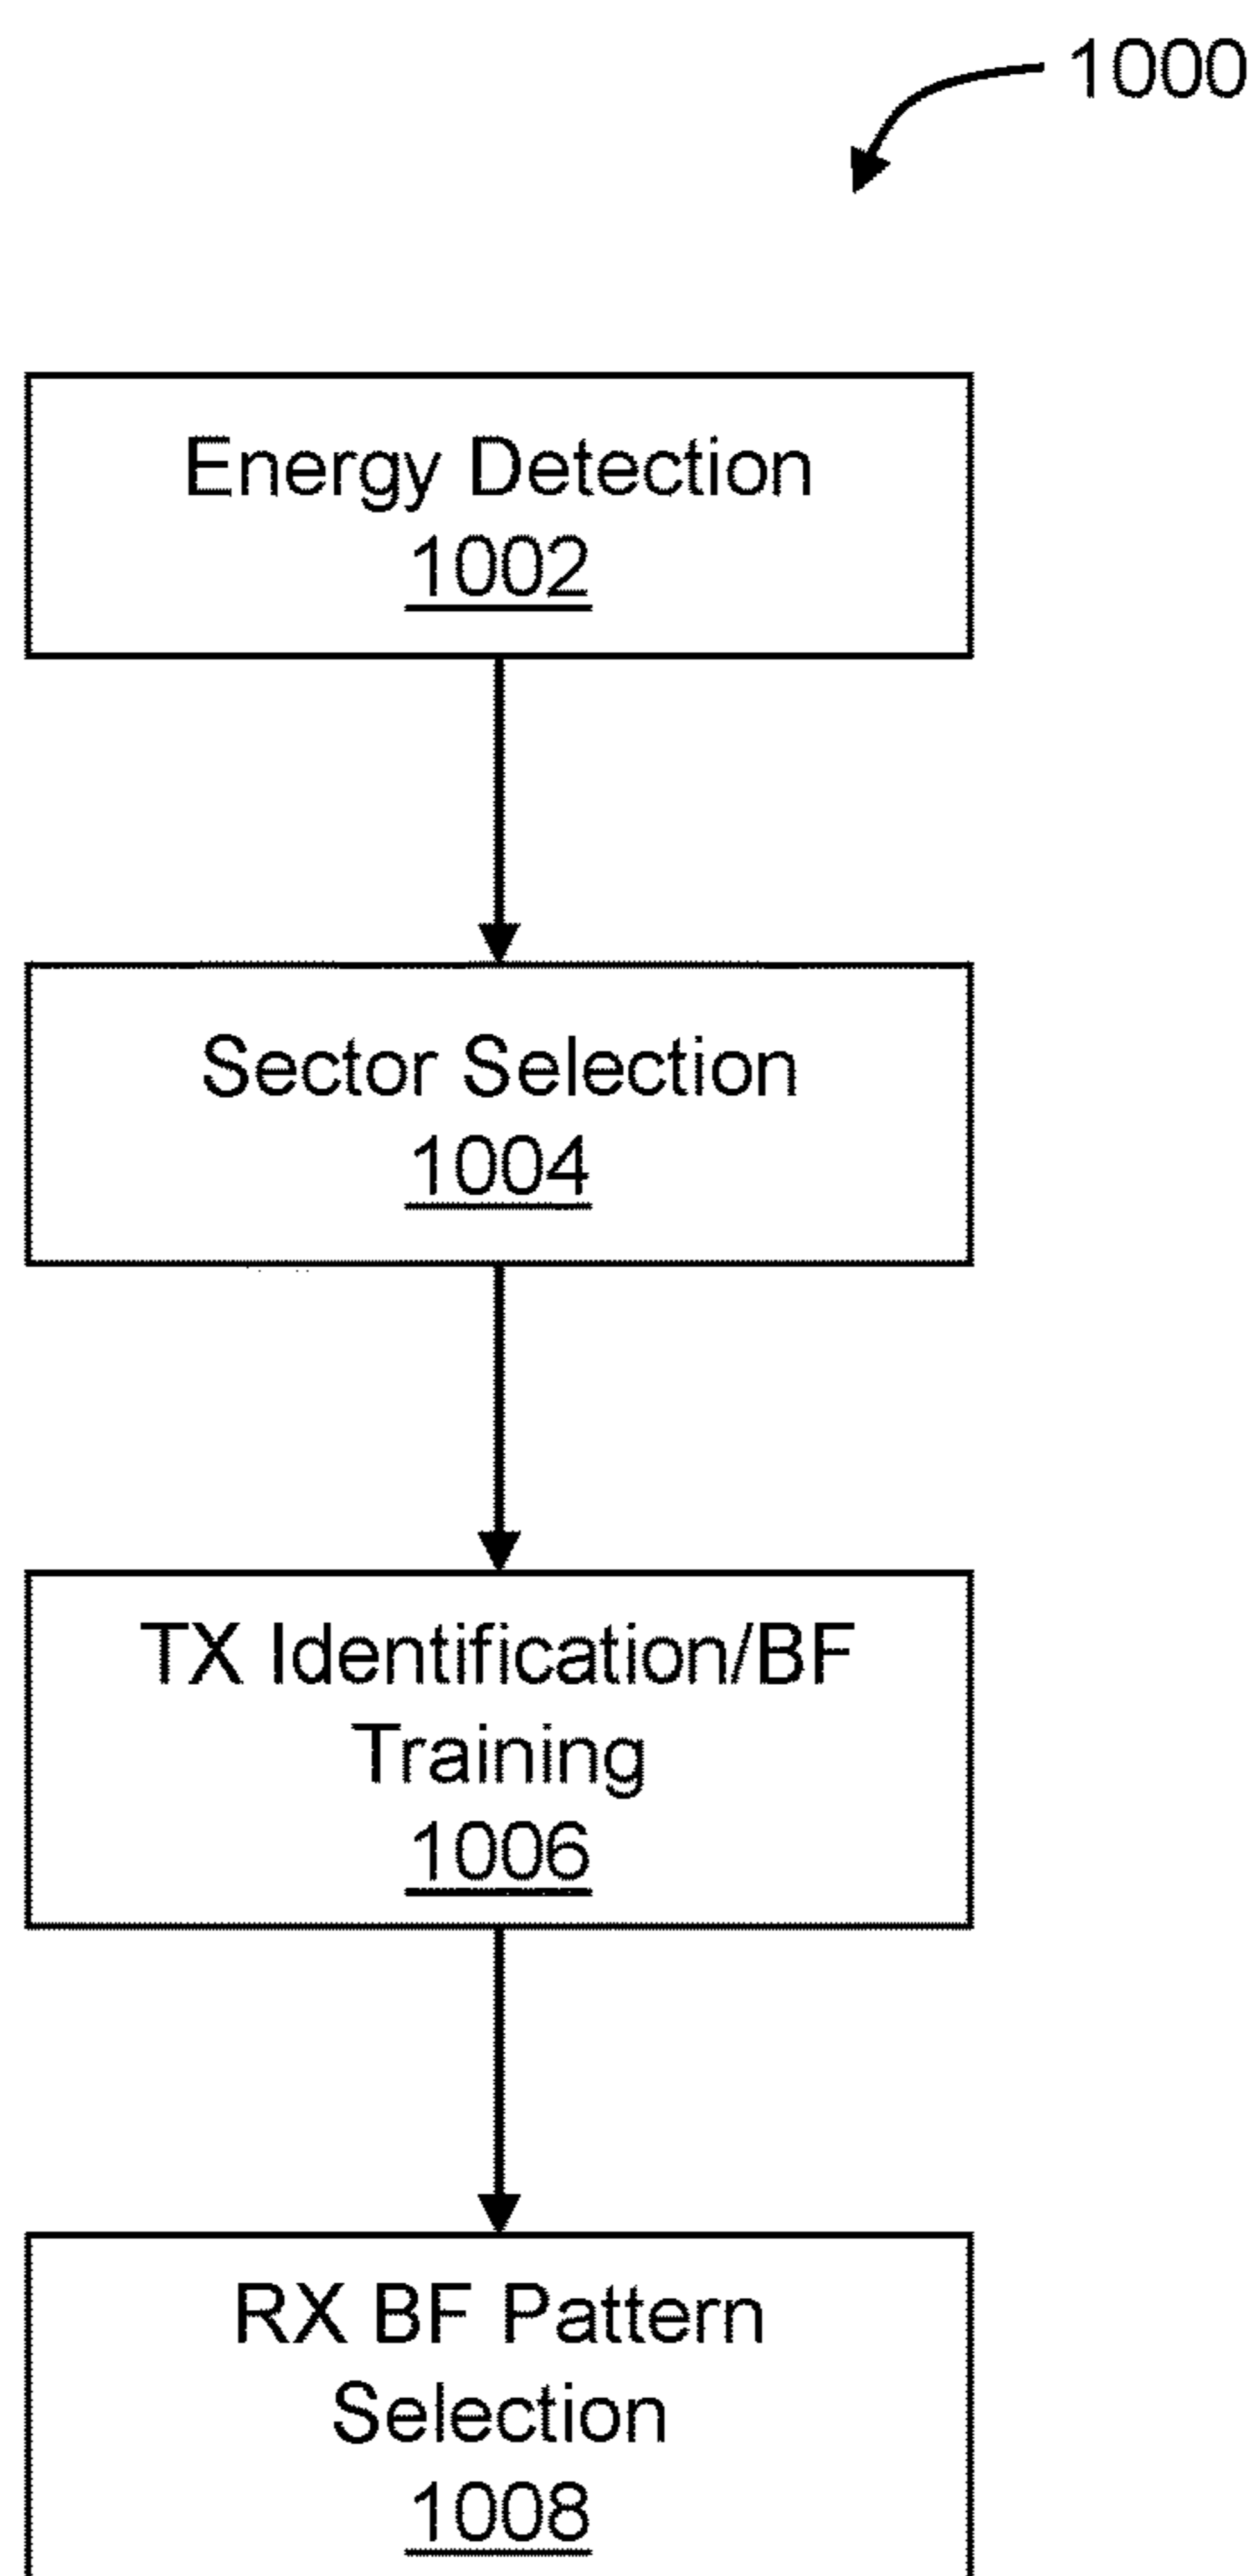 1000
Energy Detection
1002
Sector Selection
1004
TX Identification/BF
Training
1006
RX BF Pattern
Selection
1008